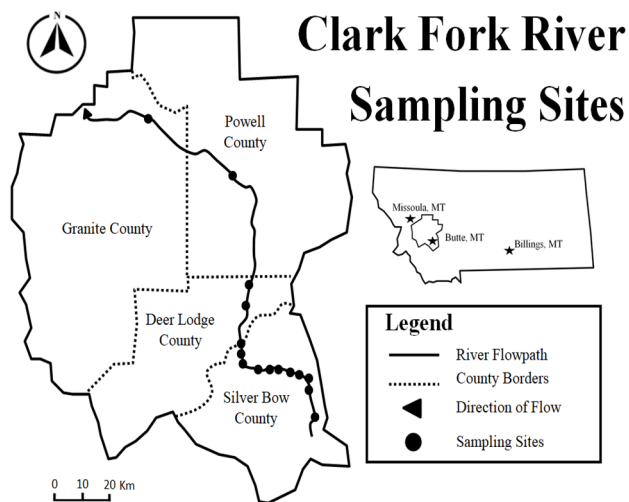 N
Clark Fork River
Sampling Sites
Powell
County
Granite County
Deer Lodge
County
Silver Bow
County
Missoula, MT
Butte, MT
Billings, MT
Legend
River Flowpath
County Borders
Direction of Flow
Sampling Sites
0 10 20 Km